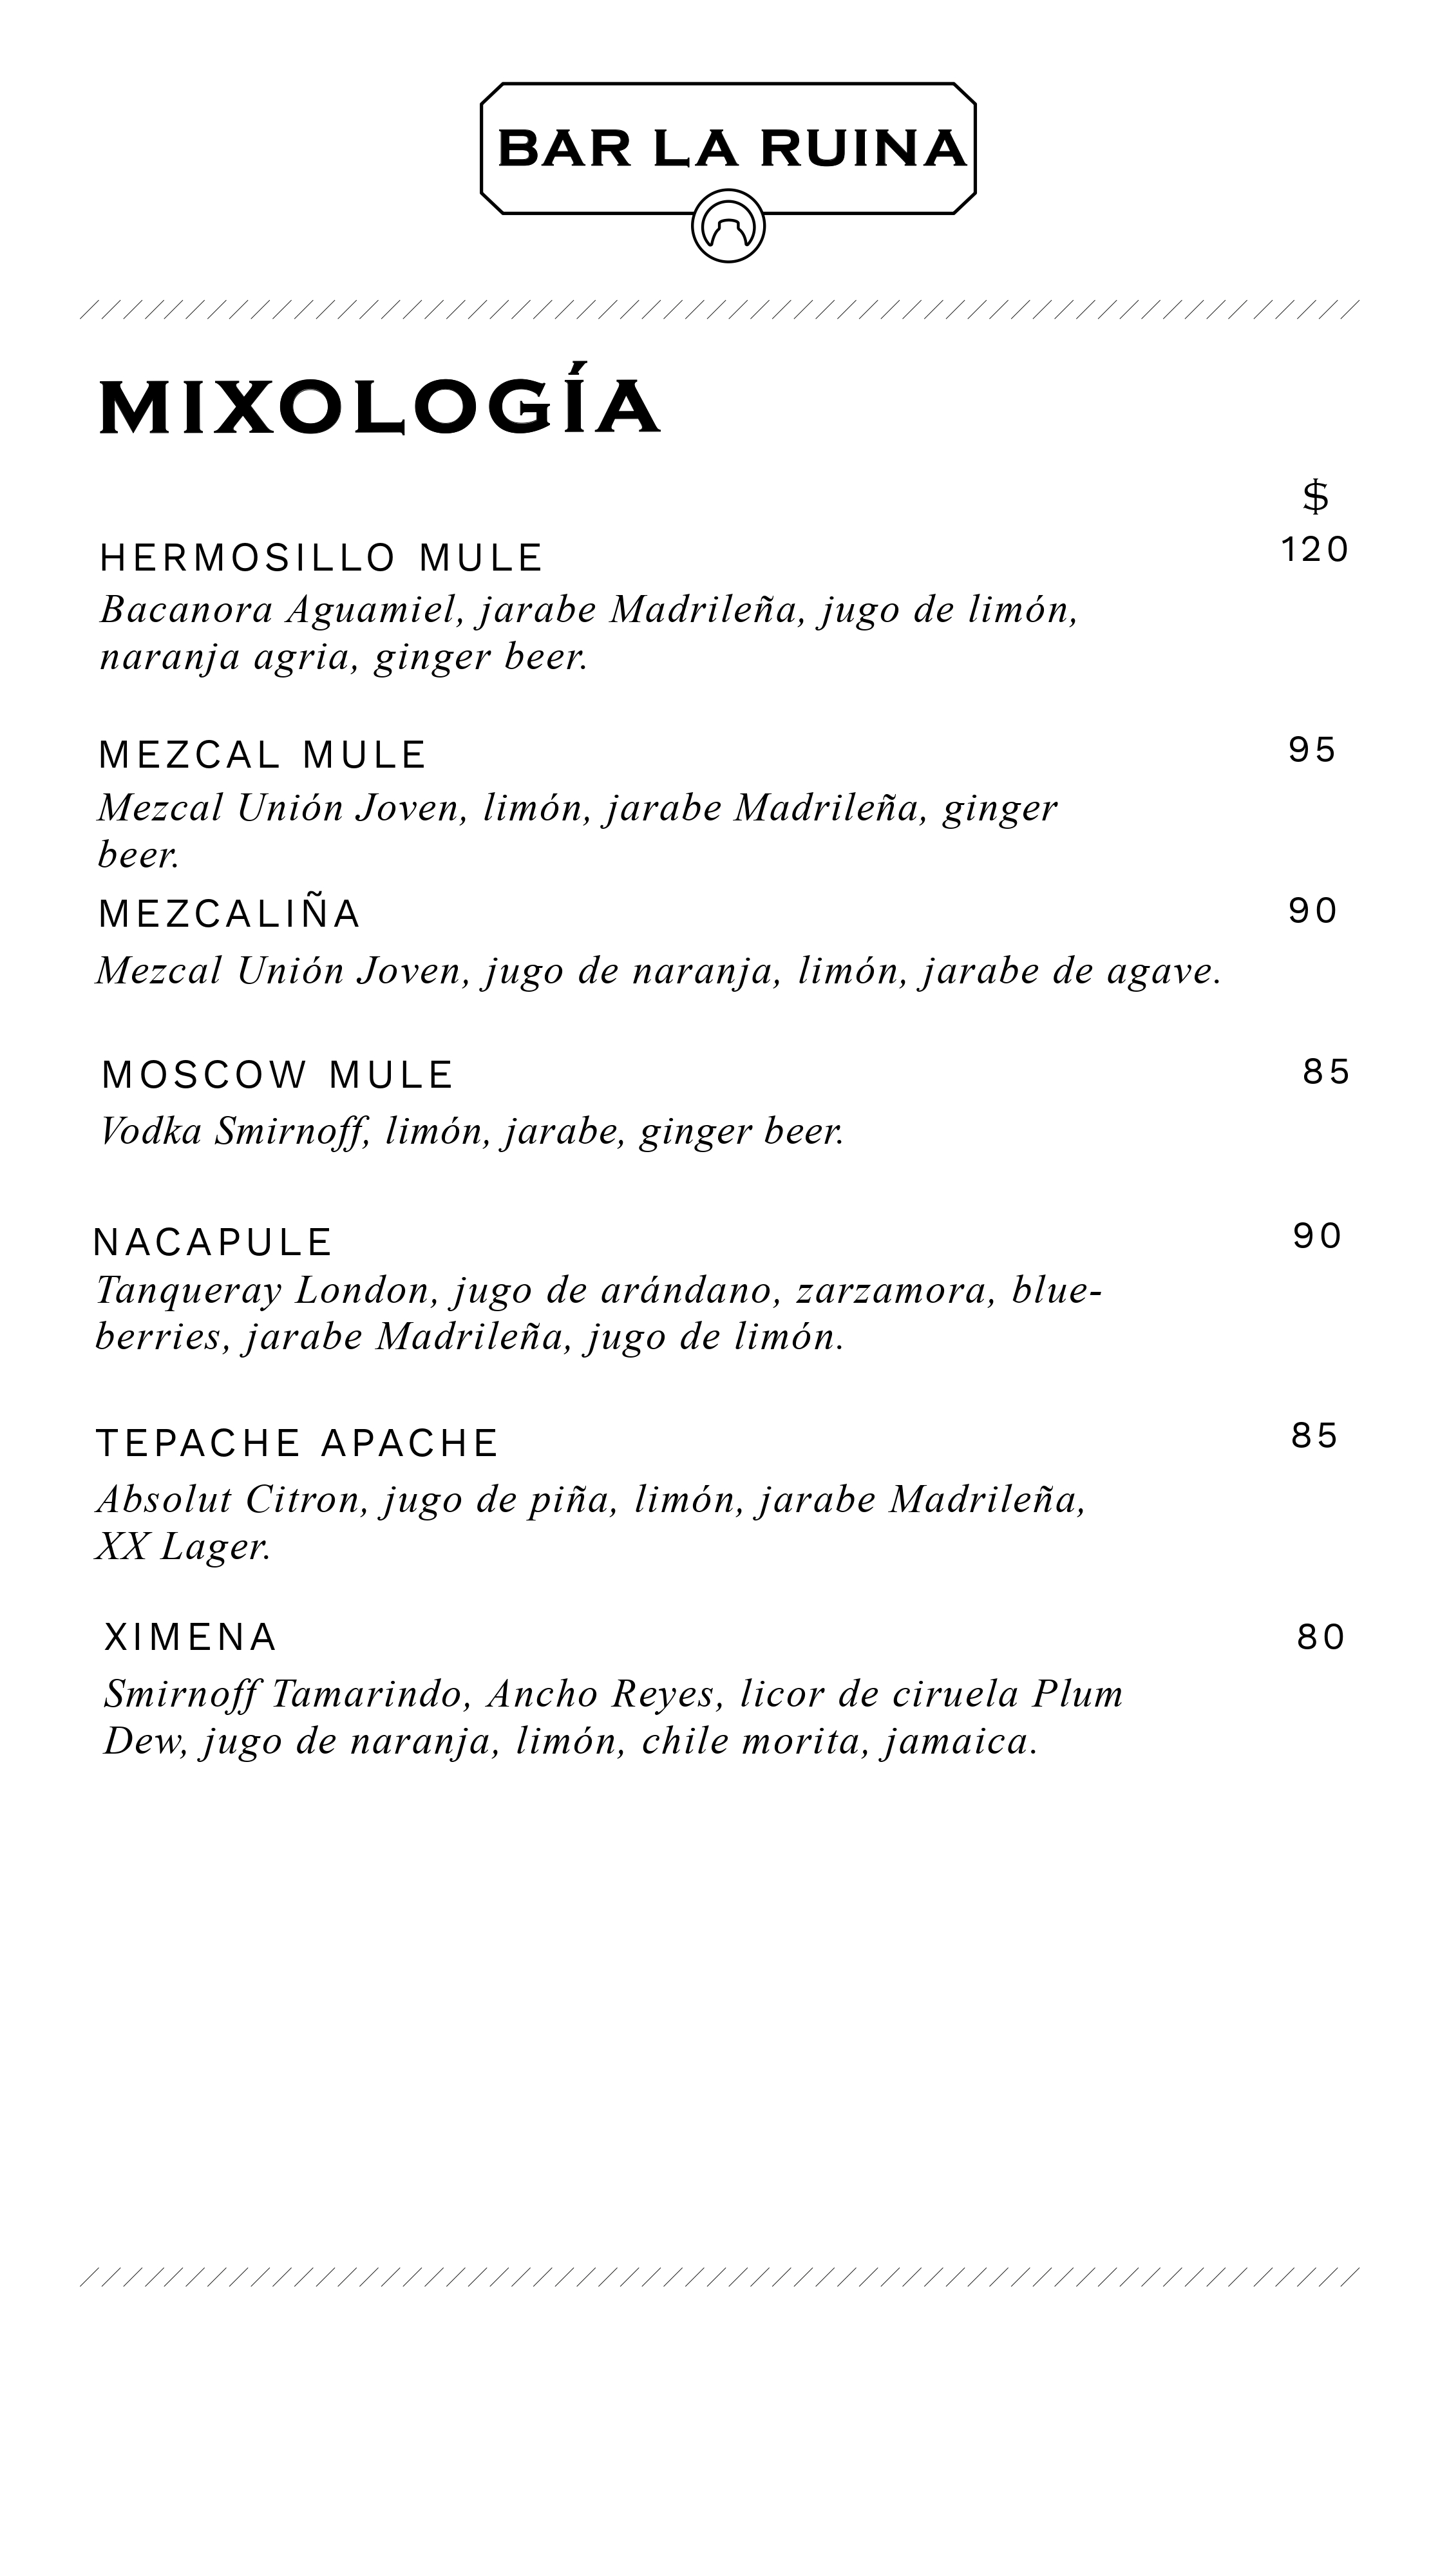 BAR LA RUINA
MIXOLOGÍA
$
HERMOSILLO MULE 120
Bacanora Aguamiel, jarabe Madrileña, jugo de limón,
naranja agria, ginger beer.
MEZCAL MULE 95
Mezcal Unión Joven, limón, jarabe Madrileña, ginger
beer.
MEZCALIÑA 90
Mezcal Unión Joven, jugo de naranja, limón, jarabe de agave.
MOSCOW MULE 85
Vodka Smirnoff, limón, jarabe, ginger beer.
NACAPULE 90
Tanqueray London, jugo de arándano, zarzamora, blue-
berries, jarabe Madrileña, jugo de limón.
TEPACHE APACHE 85
Absolut Citron, jugo de piña, limón, jarabe Madrileña,
XX Lager.
XIMENA 80
Smirnoff Tamarindo, Ancho Reyes, licor de ciruela Plum
Dew, jugo de naranja, limón, chile morita, jamaica.